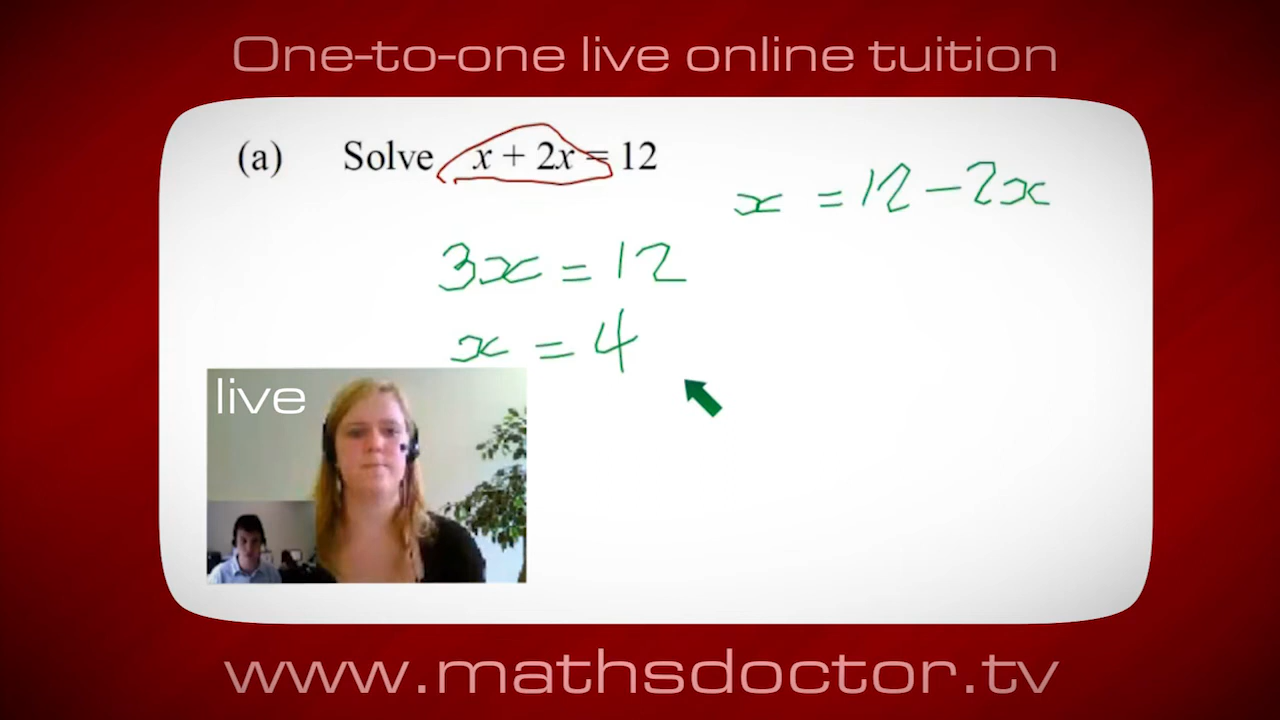 One-to-one live online tuition
(a) Solve x + 2x = 12
x = 12 - 2x
3x = 12
x = 4
live
www.mathsdoctor.tv